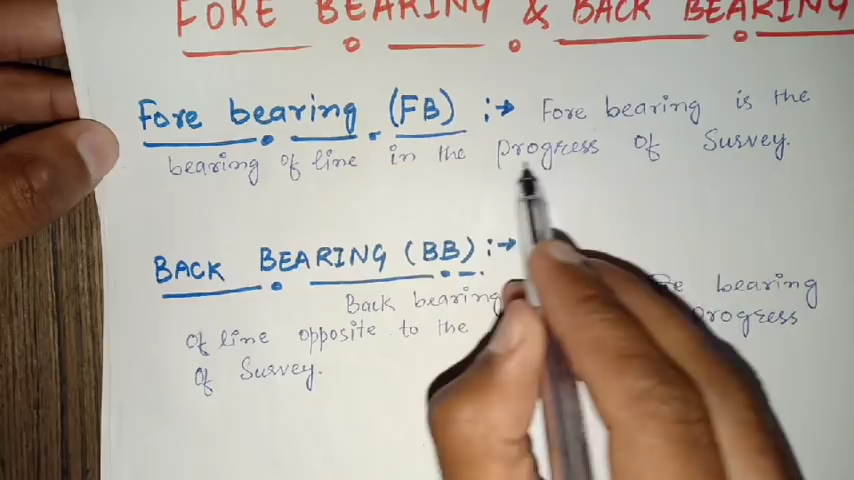 FORE BEARING & BACK BEARING
Fore bearing (FB) :→ Fore bearing is the
bearing of line in the progress of Survey.
BACK BEARING (BB) :→
Back bearing bearing
of line opposite to the progress
of Survey.